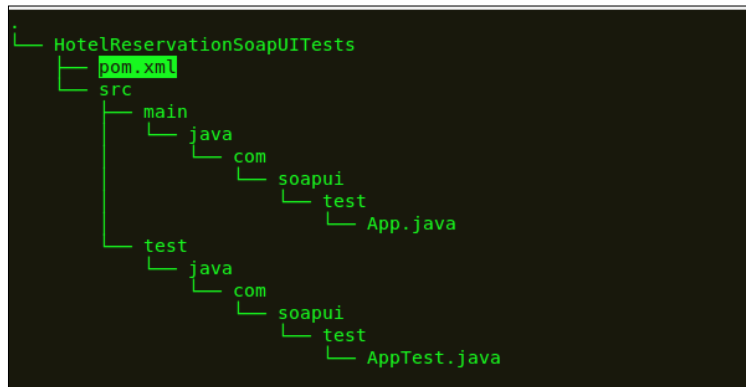 .
└── HotelReservationSoapUITests
    ├── pom.xml
    └── src
        ├── main
        │   └── java
        │       └── com
        │           └── soapui
        │               └── test
        │                   └── App.java
        └── test
            └── java
                └── com
                    └── soapui
                        └── test
                            └── AppTest.java